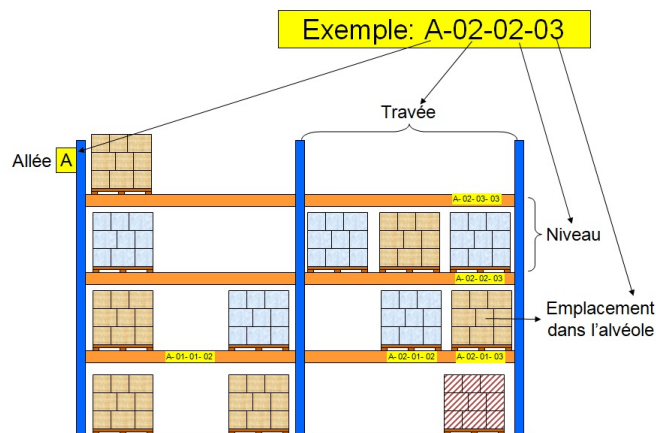 Exemple: A-02-02-03
Travée
Allée A
A-02-03-03
Niveau
A-02-02-03
Emplacement
dans l'alvéole
A-01-01-02
A-02-01-02
A-02-01-03